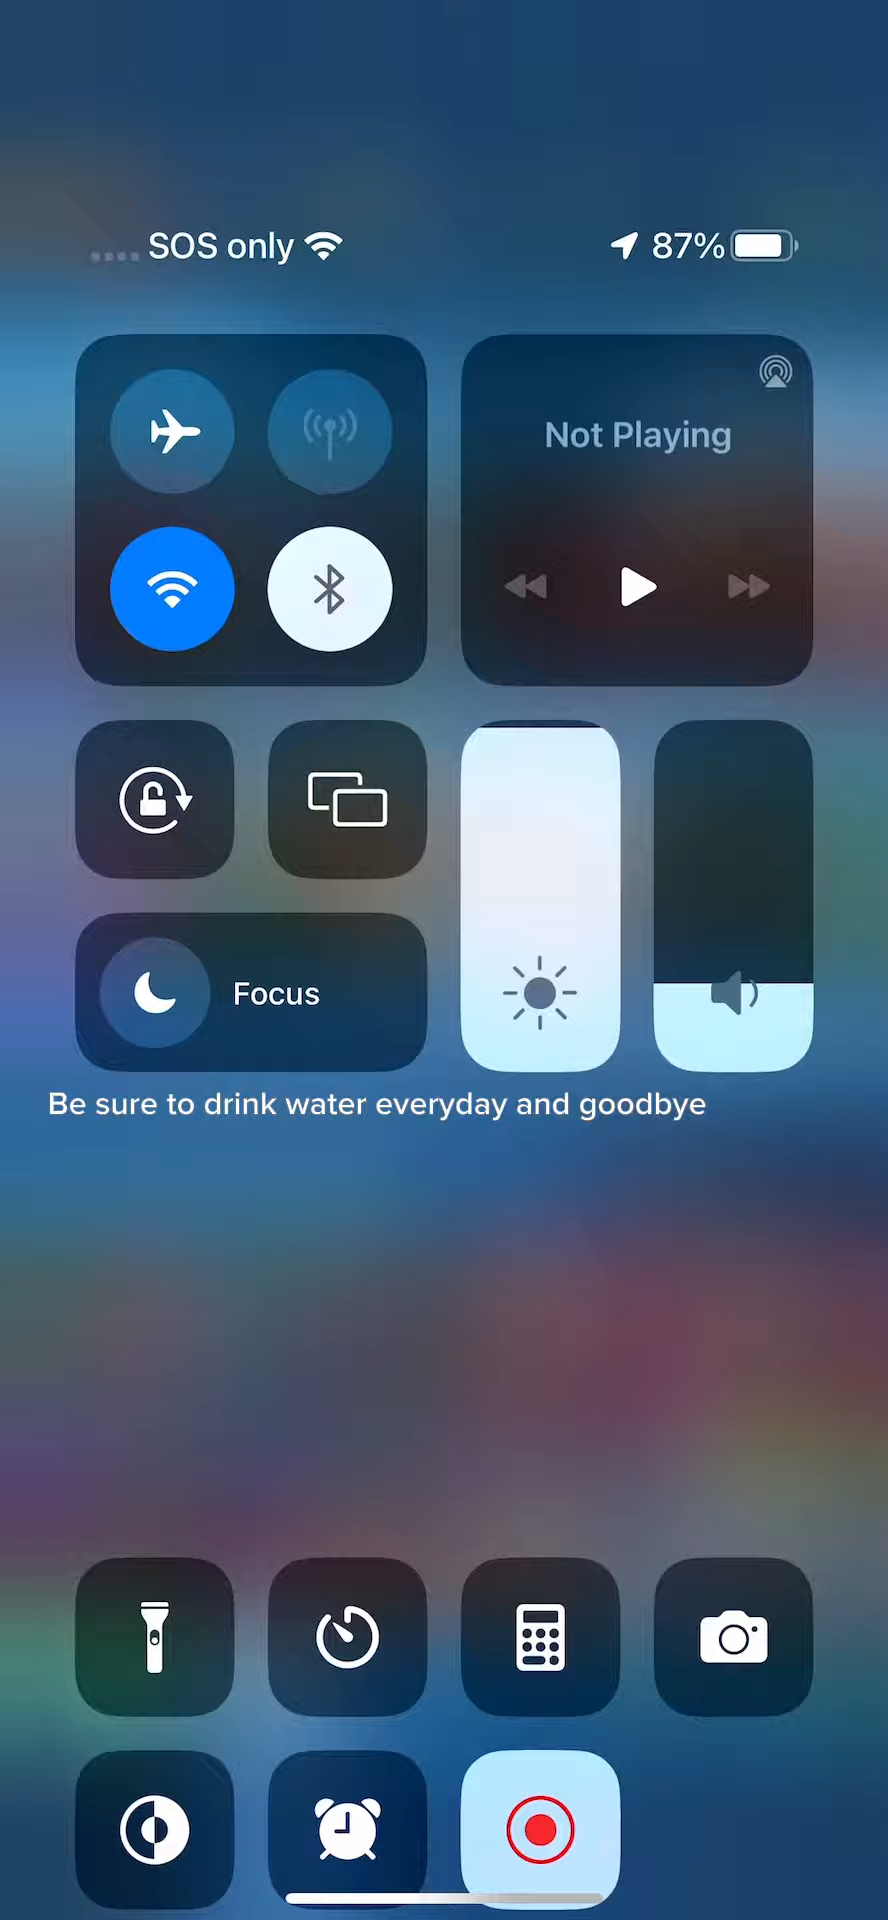 SOS only
87%
Not Playing
Focus
Be sure to drink water everyday and goodbye